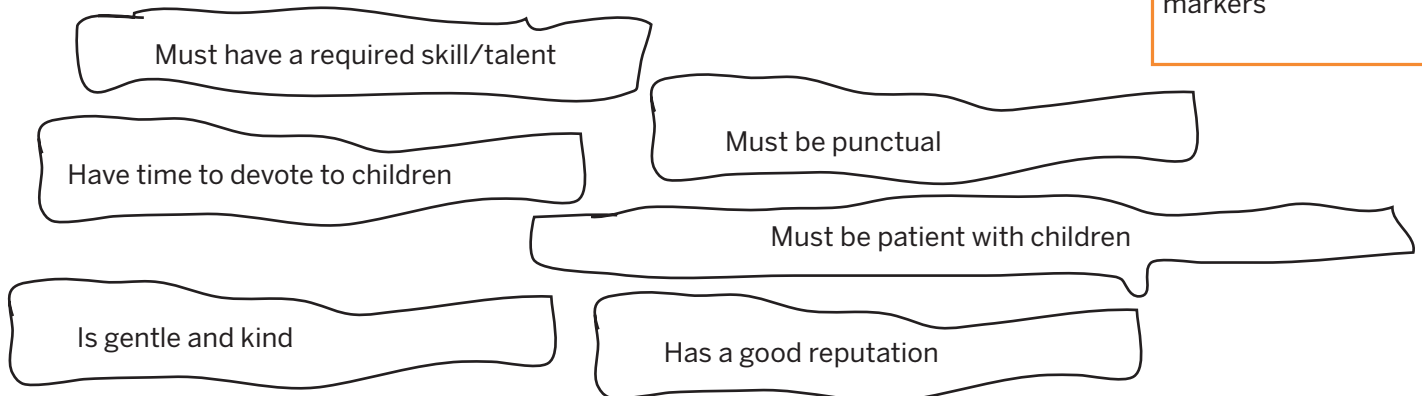 markers
Must have a required skill/talent
Must be punctual
Have time to devote to children
Must be patient with children
Is gentle and kind
Has a good reputation